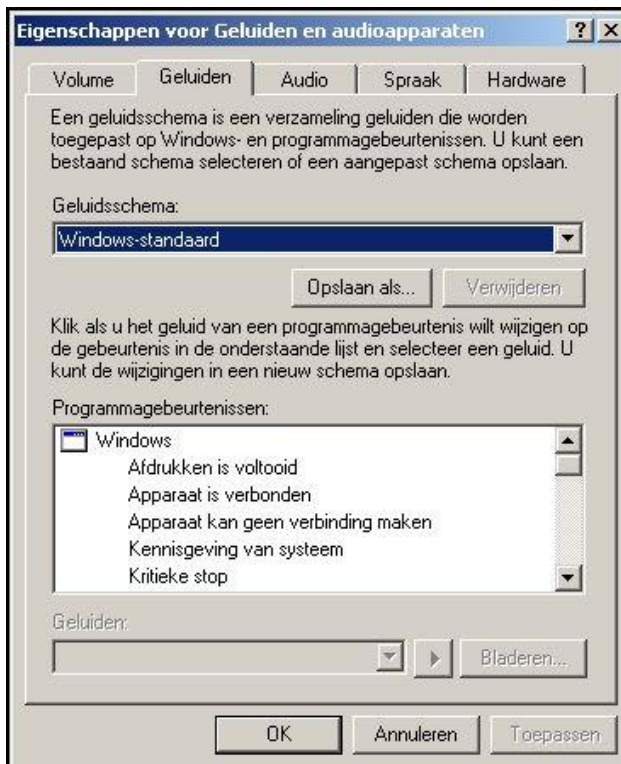 Eigenschappen voor Geluiden en audioapparaten
Volume Geluiden Audio Spraak Hardware
Een geluidsschema is een verzameling geluiden die worden
toegepast op Windows- en programmagebeurtenissen. U kunt een
bestaand schema selecteren of een aangepast schema opslaan.
Geluidsschema:
Windows-standaard
Opslaan als... Verwijderen
Klik als u het geluid van een programmagebeurtenis wilt wijzigen op
de gebeurtenis in de onderstaande lijst en selecteer een geluid. U
kunt de wijzigingen in een nieuw schema opslaan.
Programmagebeurtenissen:
Windows
Afdrukken is voltooid
Apparaat is verbonden
Apparaat kan geen verbinding maken
Kennisgeving van systeem
Kritieke stop
Geluiden:
Bladeren...
OK Annuleren Toepassen